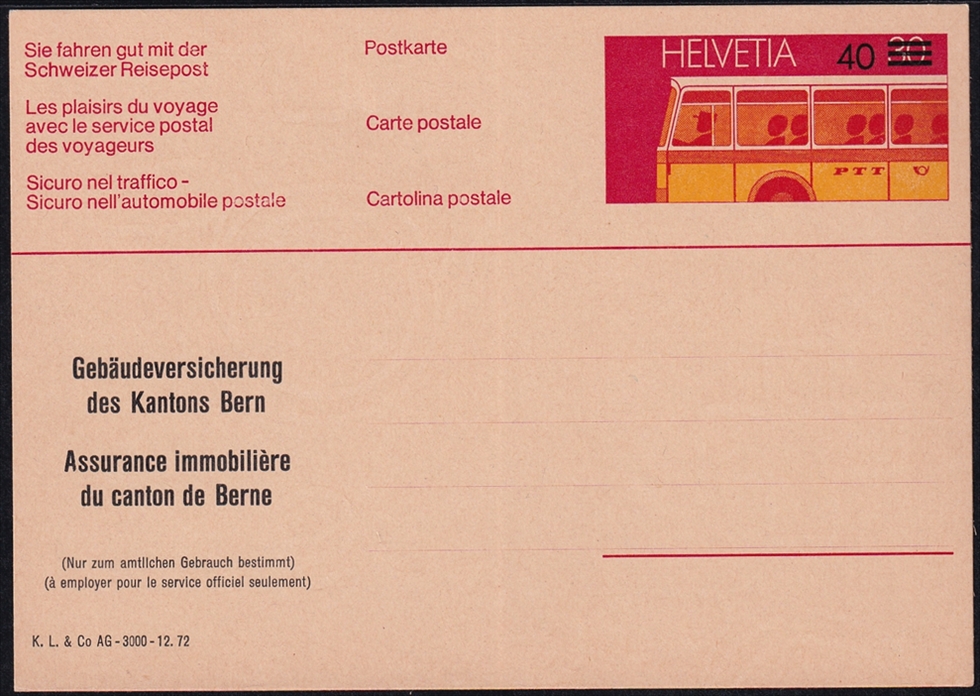 Sie fahren gut mit der
Schweizer Reisepost
Les plaisirs du voyage
avec le service postal
des voyageurs
Sicuro nel traffico -
Sicuro nell'automobile postale
Postkarte
Carte postale
Cartolina postale
HELVETIA 40 30
PTT
Gebäudeversicherung
des Kantons Bern
Assurance immobilière
du canton de Berne
(Nur zum amtlichen Gebrauch bestimmt)
(à employer pour le service officiel seulement)
K. L. & Co AG - 3000 - 12. 72